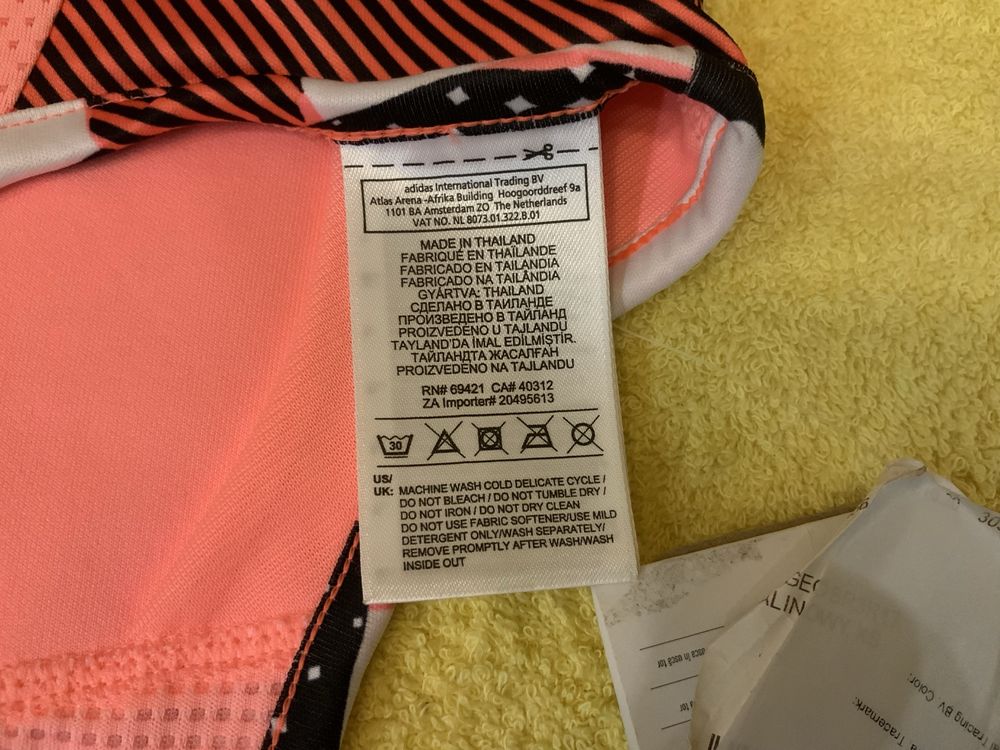 adidas International Trading BV
Atlas Arena -Afrika Building Hoogoorddreef 9a
1101 BA Amsterdam ZO The Netherlands
VAT NO. NL 8073.01.322.B.01
MADE IN THAILAND
FABRIQUÉ EN THAÏLANDE
FABRICADO EN TAILANDIA
FABRICADO NA TAILÂNDIA
GYÁRTVA: THAILAND
СДЕЛАНО В ТАИЛАНДЕ
ПРОИЗВЕДЕНО В ТАЙЛАНД
PROIZVEDENO U TAJLANDU
TAYLAND'DA İMAL EDİLMİŞTİR.
ТАЙЛАНДТА ЖАСАЛҒАН
PROIZVEDENO NA TAJLANDU
RN# 69421 CA# 40312
ZA Importer# 20495613
30
US/
UK: MACHINE WASH COLD DELICATE CYCLE /
DO NOT BLEACH / DO NOT TUMBLE DRY /
DO NOT IRON / DO NOT DRY CLEAN
DO NOT USE FABRIC SOFTENER/USE MILD
DETERGENT ONLY/WASH SEPARATELY/
REMOVE PROMPTLY AFTER WASH/WASH
INSIDE OUT
30
Tracing BV. Color:
Tracemark: